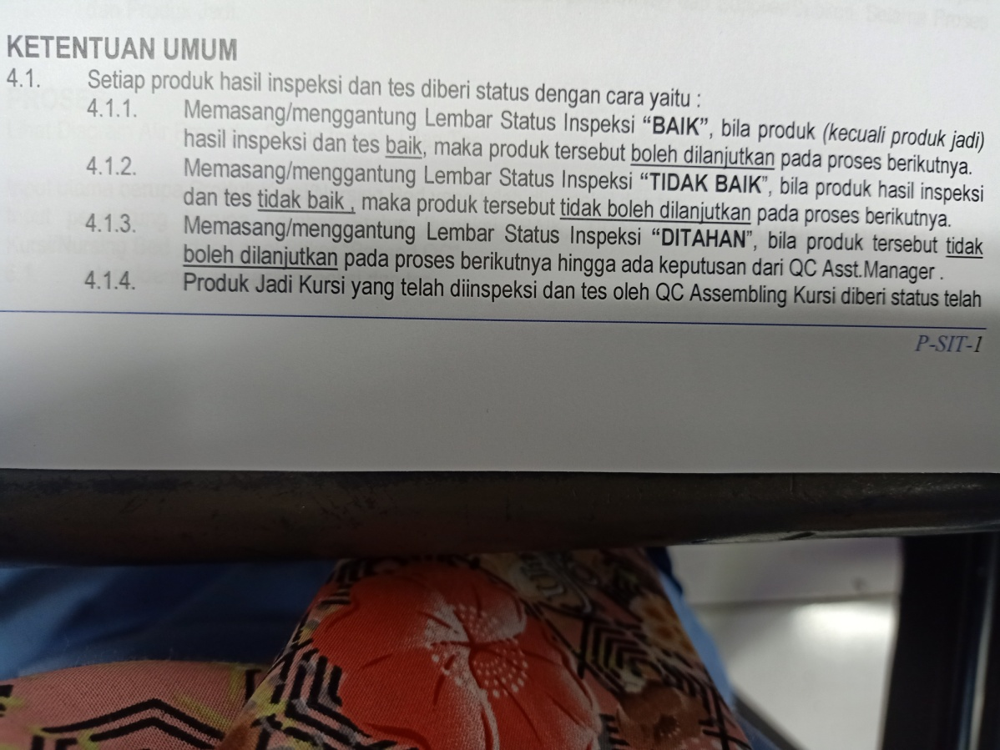 dan Produk Jadi
KETENTUAN UMUM
4.1. Setiap produk hasil inspeksi dan tes diberi status dengan cara yaitu :
4.1.1. Memasang/menggantung Lembar Status Inspeksi “BAIK”, bila produk (kecuali produk jadi)
hasil inspeksi dan tes baik, maka produk tersebut boleh dilanjutkan pada proses berikutnya.
4.1.2. Memasang/menggantung Lembar Status Inspeksi “TIDAK BAIK”, bila produk hasil inspeksi
dan tes tidak baik , maka produk tersebut tidak boleh dilanjutkan pada proses berikutnya.
4.1.3. Memasang/menggantung Lembar Status Inspeksi “DITAHAN”, bila produk tersebut tidak
boleh dilanjutkan pada proses berikutnya hingga ada keputusan dari QC Asst.Manager .
4.1.4. Produk Jadi Kursi yang telah diinspeksi dan tes oleh QC Assembling Kursi diberi status telah
P-SIT-1